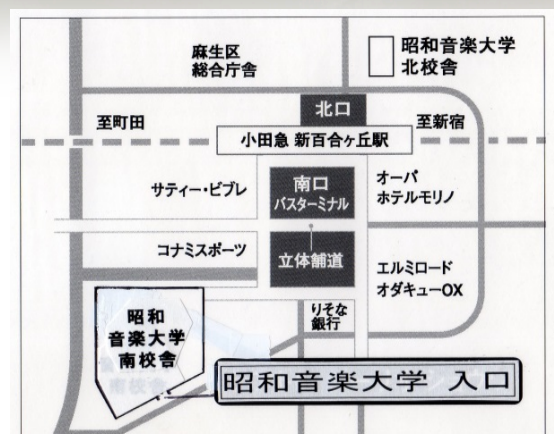 麻生区
総合庁舎
昭和音楽大学
北校舎
北口
至町田
小田急 新百合ヶ丘駅
至新宿
サティー・ビブレ
南口
バスターミナル
オーパ
ホテルモリノ
コナミスポーツ
立体舗道
エルミロード
オダキューOX
りそな
銀行
昭和
音楽大学
南校舎
昭和音楽大学 入口